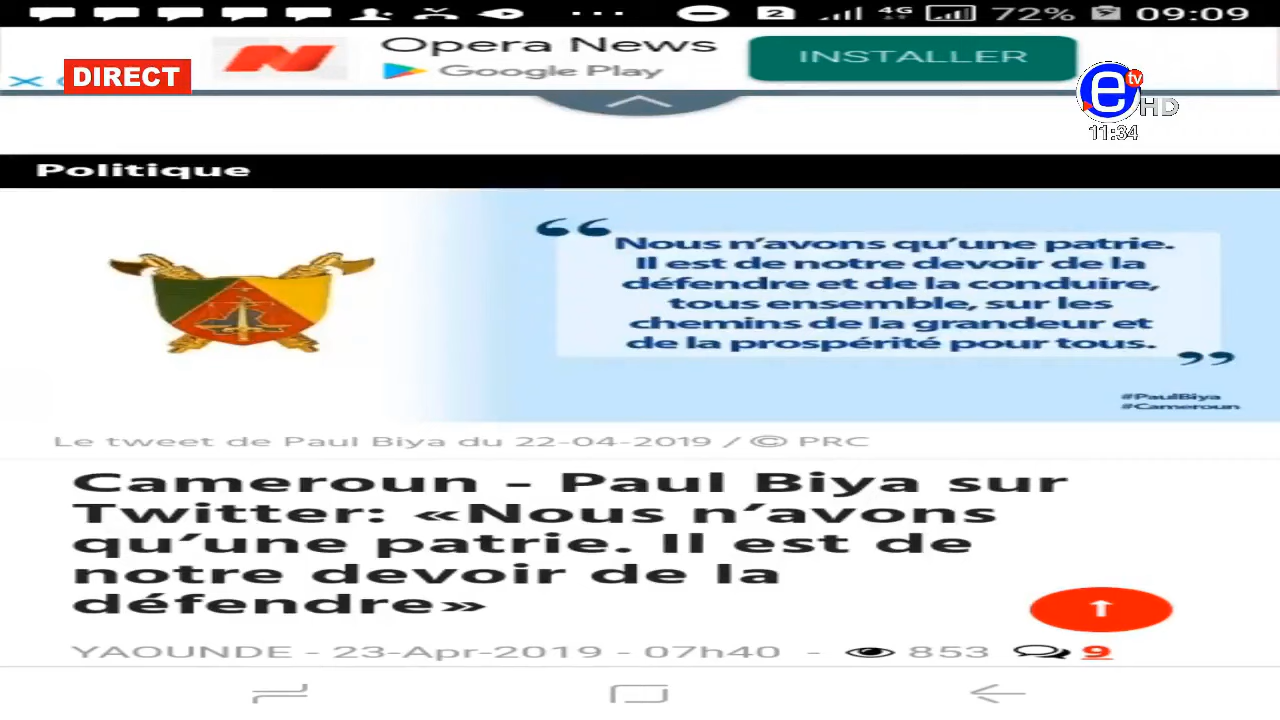 2 4G 72% 09:09
Opera News
Google Play
INSTALLER
DIRECT
e tv HD
11:34
Politique
“ Nous n’avons qu’une patrie.
Il est de notre devoir de la
défendre et de la conduire,
tous ensemble, sur les
chemins de la grandeur et
de la prospérité pour tous. ”
#PaulBiya
#Cameroun
Le tweet de Paul Biya du 22-04-2019 / © PRC
Cameroun - Paul Biya sur
Twitter: «Nous n’avons
qu’une patrie. Il est de
notre devoir de la
défendre»
YAOUNDE - 23-Apr-2019 - 07h40 - 853 9